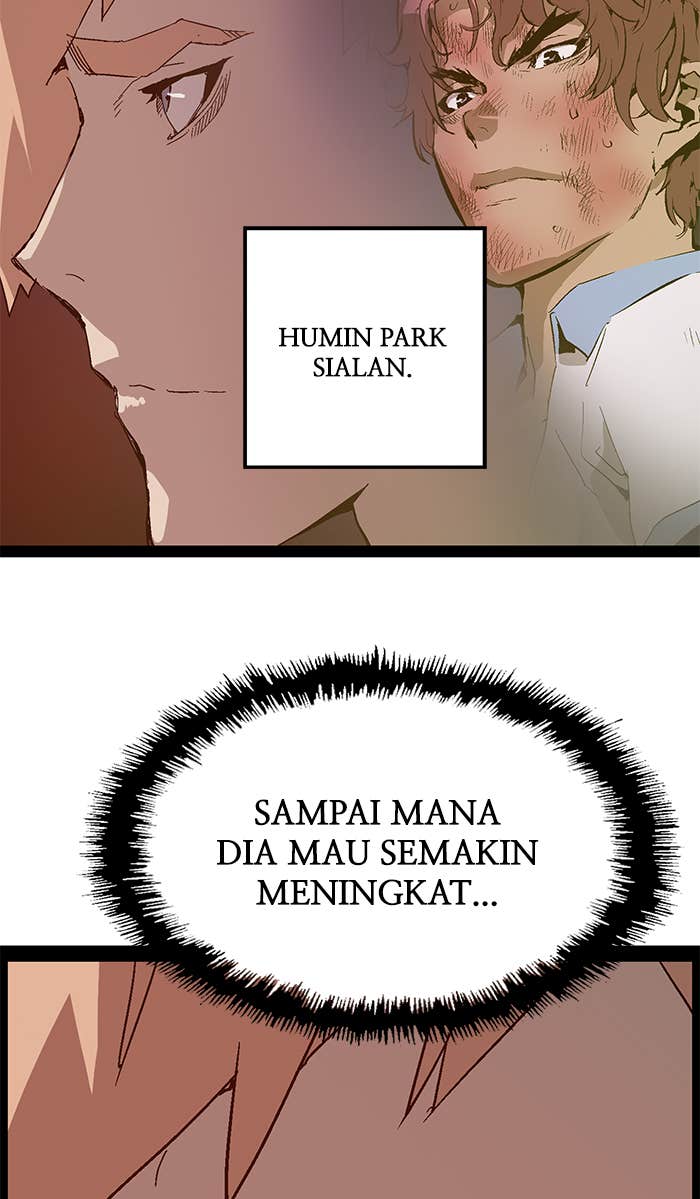 HUMIN PARK
SIALAN.
SAMPAI MANA
DIA MAU SEMAKIN
MENINGKAT...